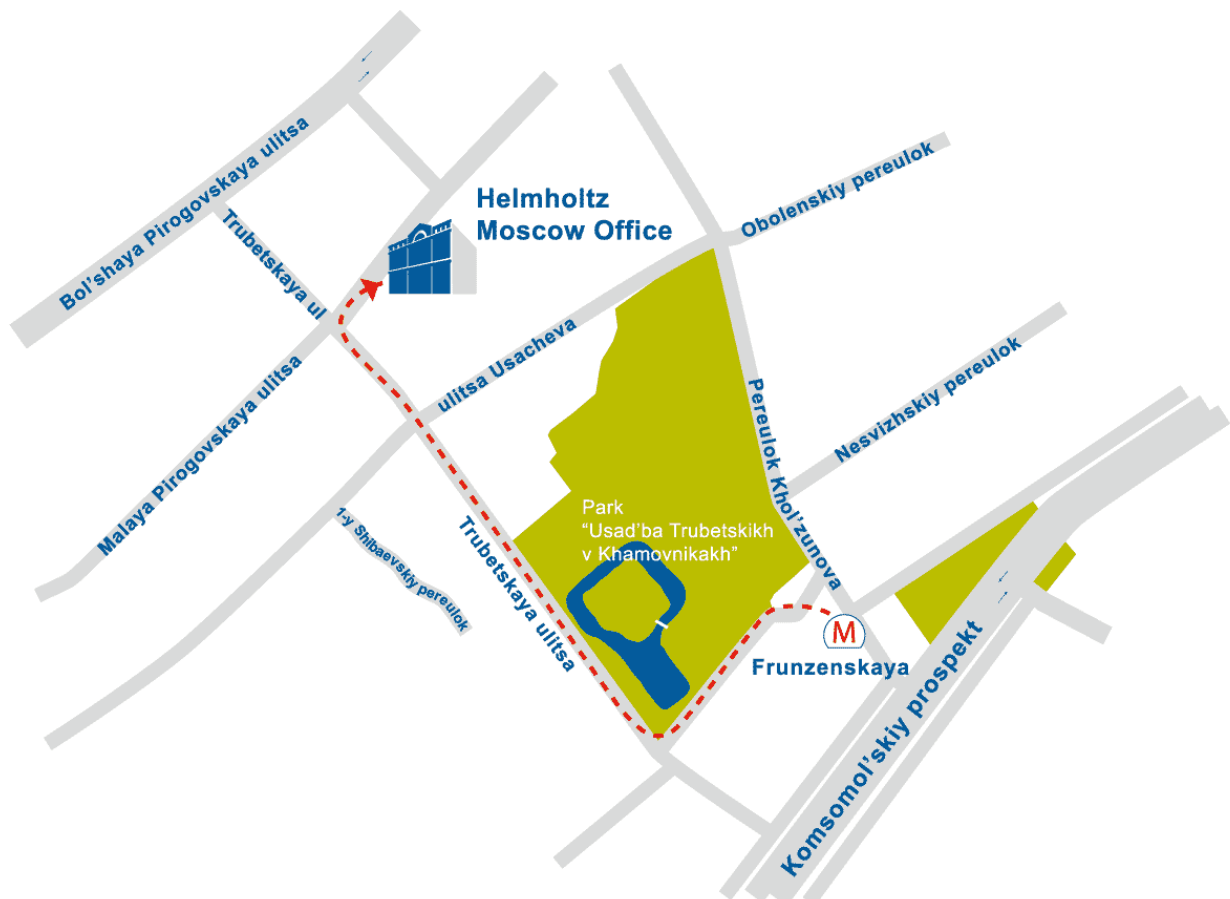 Bol'shaya Pirogovskaya ulitsa
Trubetskaya ul
Helmholtz
Moscow Office
Obolenskiy pereulok
Malaya Pirogovskaya ulitsa
ulitsa Usacheva
Pereulok Khol'zunova
Nesvizhskiy pereulok
1-y Shibaevskiy pereulok
Trubetskaya ulitsa
Park
"Usad'ba Trubetskikh
v Khamovnikakh"
M
Frunzenskaya
Komsomol'skiy prospekt